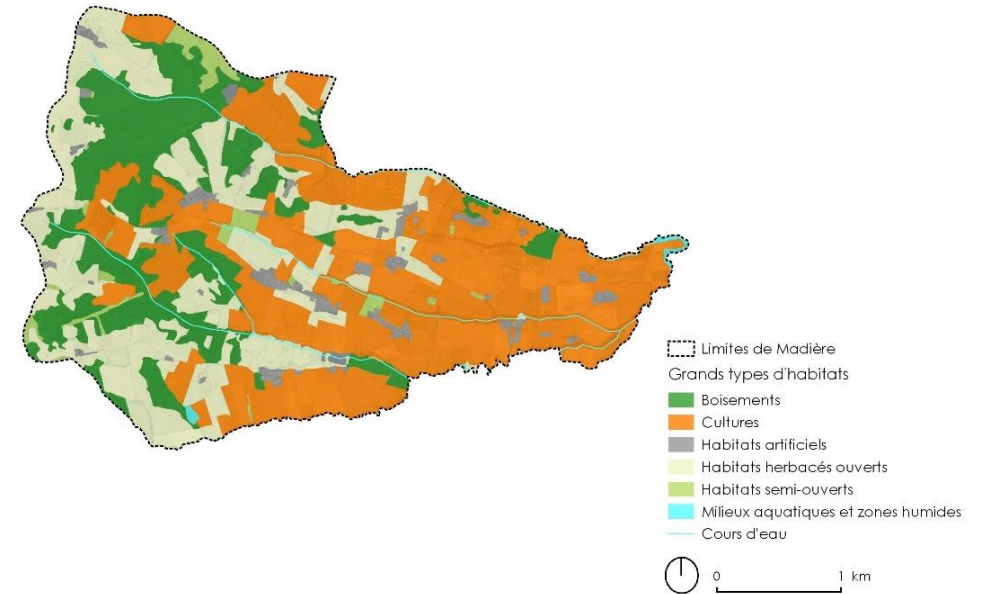 Limites de Madière
Grands types d'habitats
Boisements
Cultures
Habitats artificiels
Habitats herbacés ouverts
Habitats semi-ouverts
Milieux aquatiques et zones humides
Cours d'eau
0 1 km